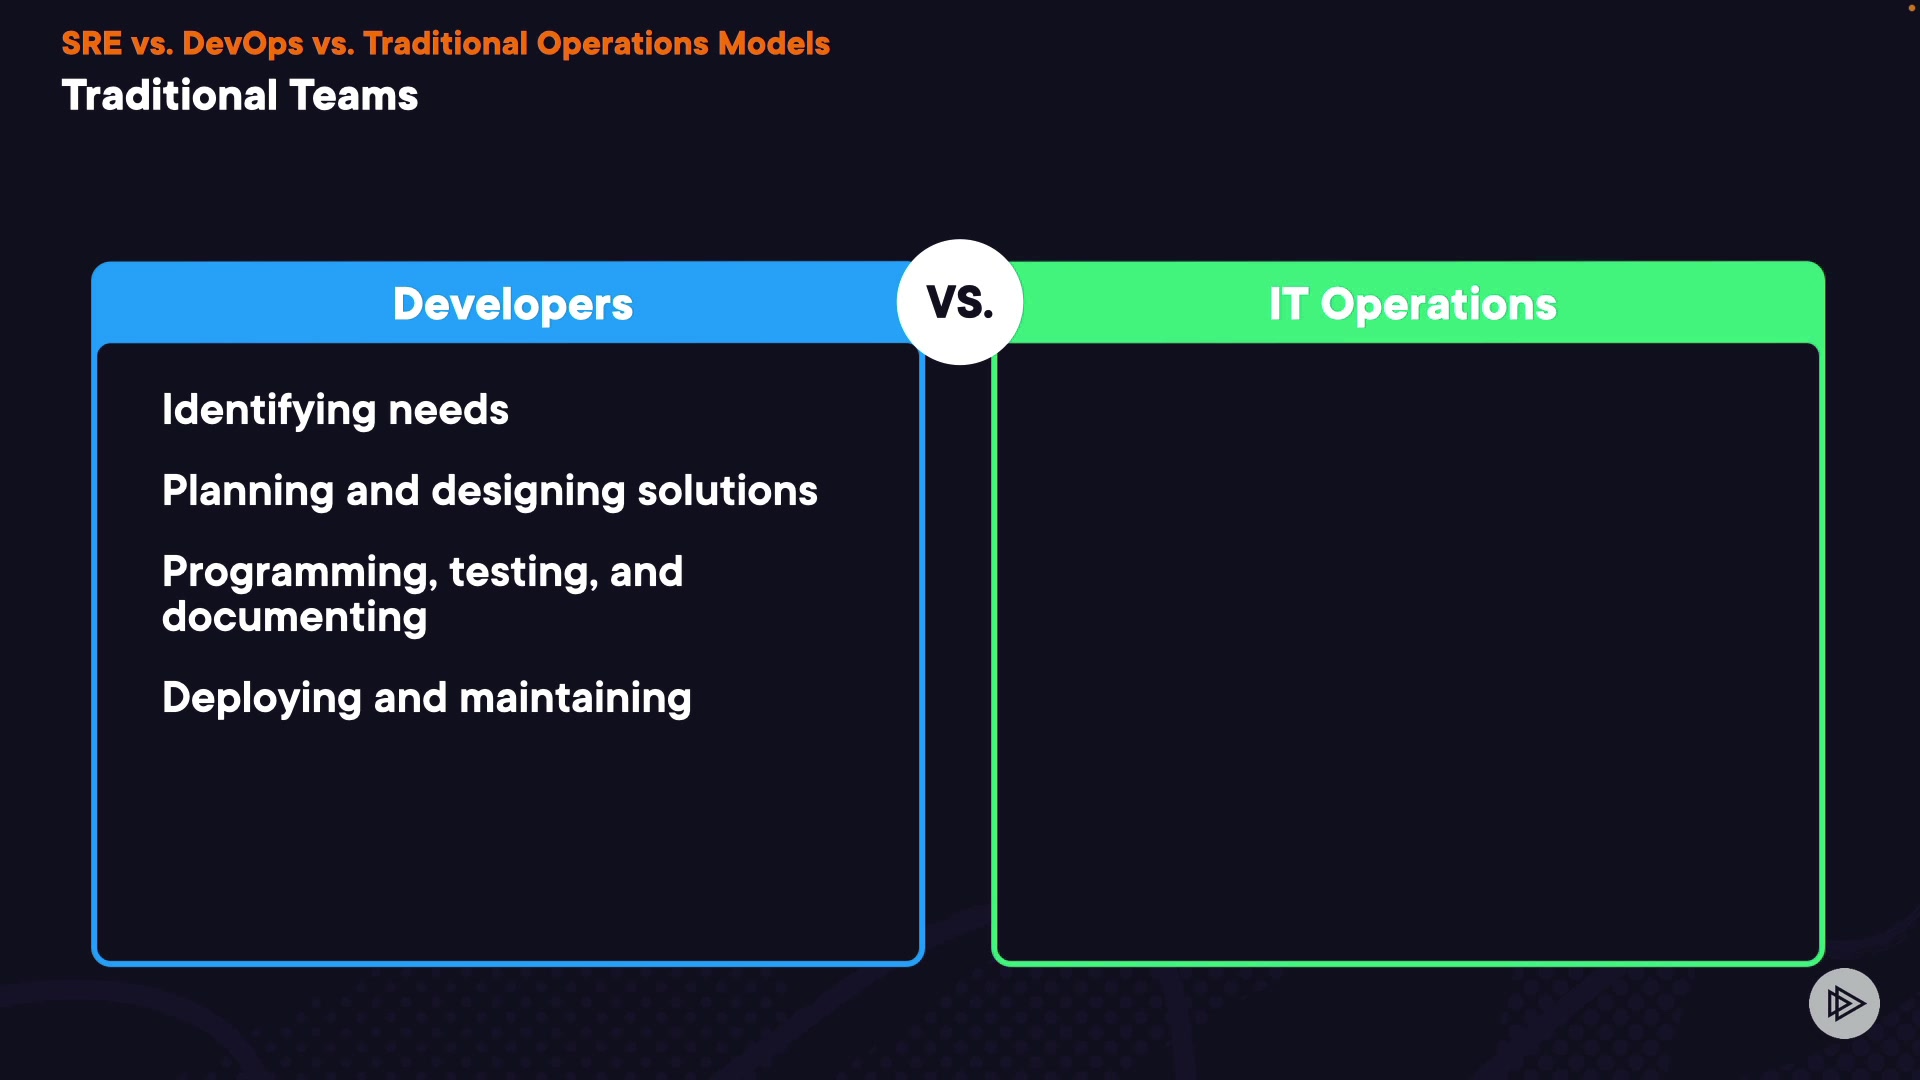 SRE vs. DevOps vs. Traditional Operations Models
Traditional Teams
Developers
VS.
IT Operations
Identifying needs
Planning and designing solutions
Programming, testing, and
documenting
Deploying and maintaining